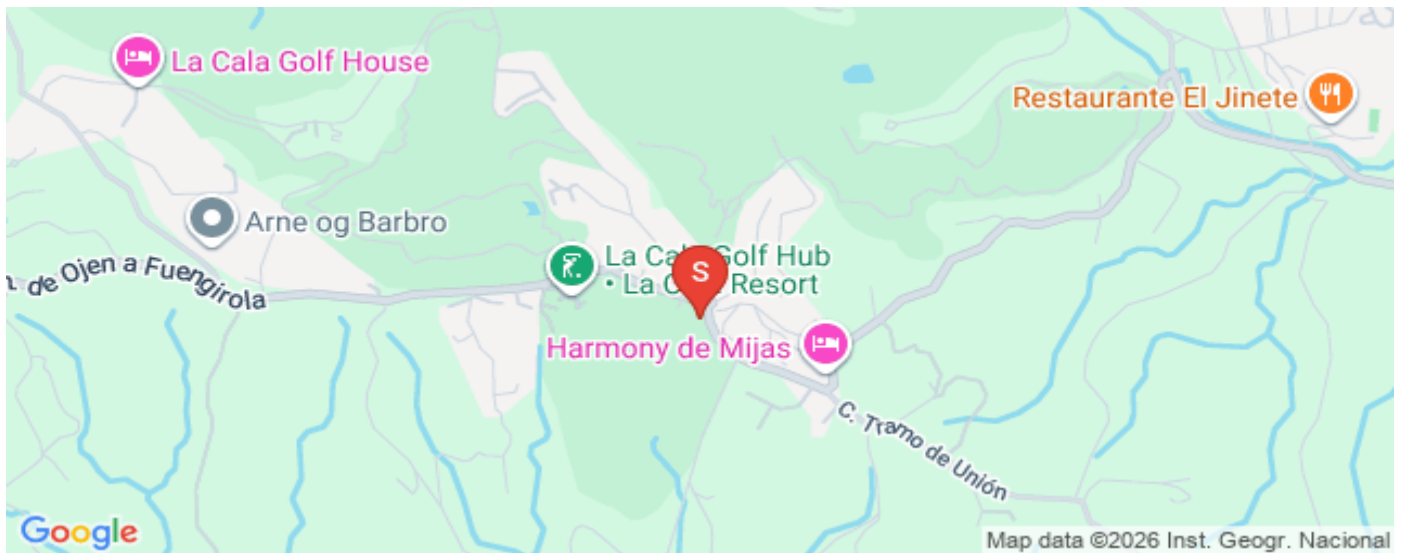 La Cala Golf House
Restaurante El Jinete
Arne og Barbro
n. de Ojen a Fuengirola
La Ca Golf Hub
• La C Resort
S
Harmony de Mijas
C. Tramo de Unión
Google
Map data ©2026 Inst. Geogr. Nacional